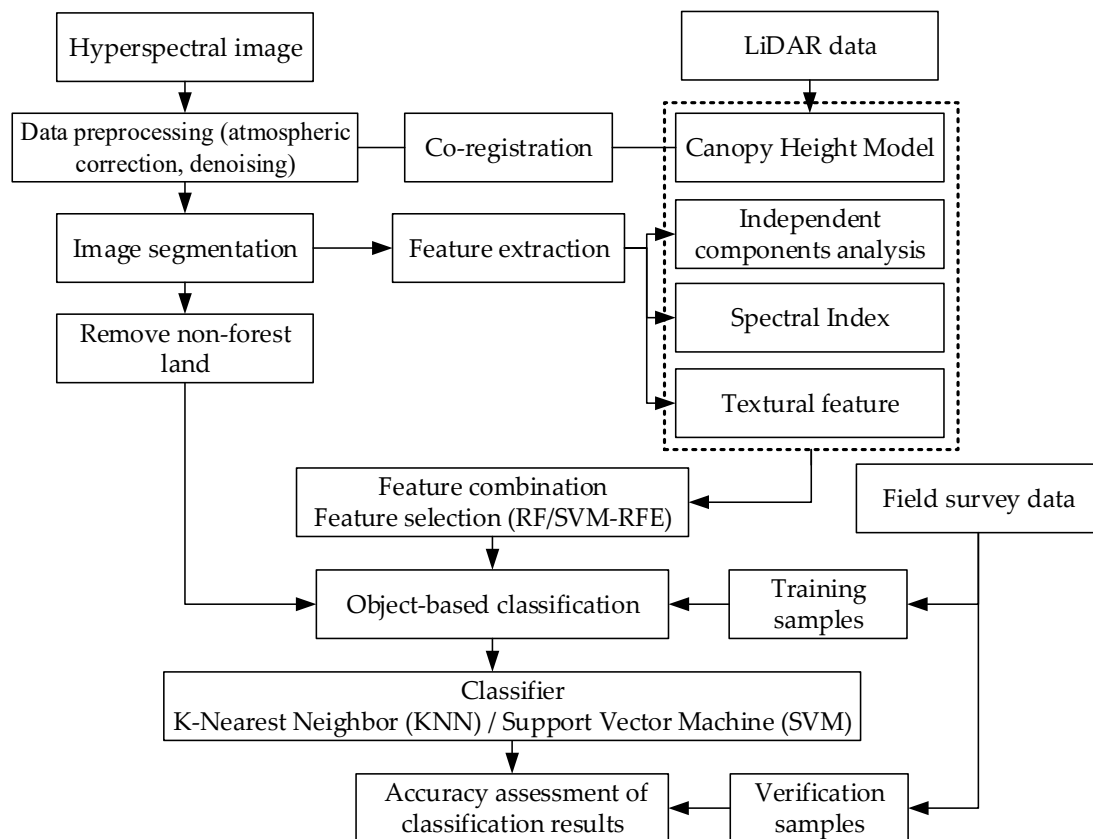 Hyperspectral image
LiDAR data
Data preprocessing (atmospheric
correction, denoising)
Co-registration
Canopy Height Model
Image segmentation
Feature extraction
Independent
components analysis
Remove non-forest
land
Spectral Index
Textural feature
Feature combination
Feature selection (RF/SVM-RFE)
Field survey data
Object-based classification
Training
samples
Classifier
K-Nearest Neighbor (KNN) / Support Vector Machine (SVM)
Accuracy assessment of
classification results
Verification
samples